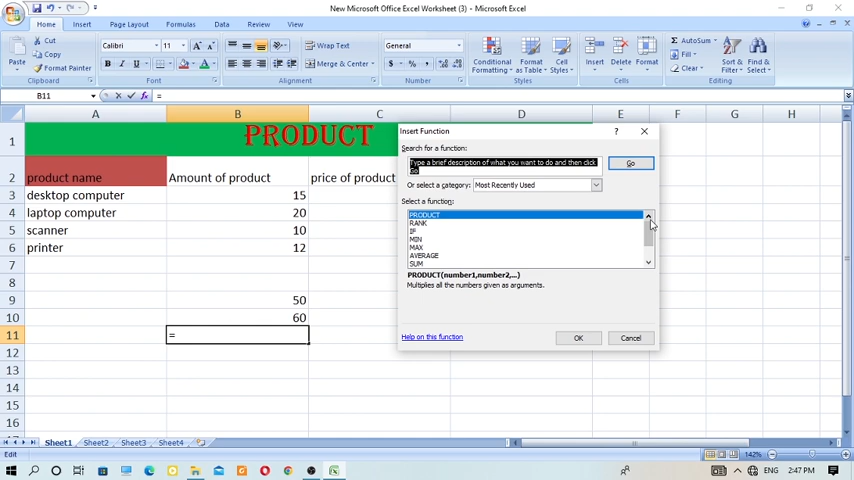 New Microsoft Office Excel Worksheet (3) - Microsoft Excel
Home Insert Page Layout Formulas Data Review View
Cut
Copy
Format Painter
Paste
Calibri 11
Wrap Text
Merge & Center
General
Conditional Formatting
Format as Table
Cell Styles
Insert Delete Format
AutoSum
Fill
Clear
Sort & Filter
Find & Select
Clipboard Font Alignment Number Styles Cells Editing
B11 =
A B C D E F G H
1 PRODUCT
2 product name Amount of product price of product
3 desktop computer 15
4 laptop computer 20
5 scanner 10
6 printer 12
7
8
9 50
10 60
11 =
12
13
14
15
16
Insert Function
Search for a function:
Type a brief description of what you want to do and then click Go
Go
Or select a category: Most Recently Used
Select a function:
PRODUCT
RANK
IF
MIN
MAX
AVERAGE
SUM
PRODUCT(number1,number2,...)
Multiplies all the numbers given as arguments.
Help on this function
OK Cancel
Sheet1 Sheet2 Sheet3 Sheet4
Edit
142%
ENG 2:47 PM